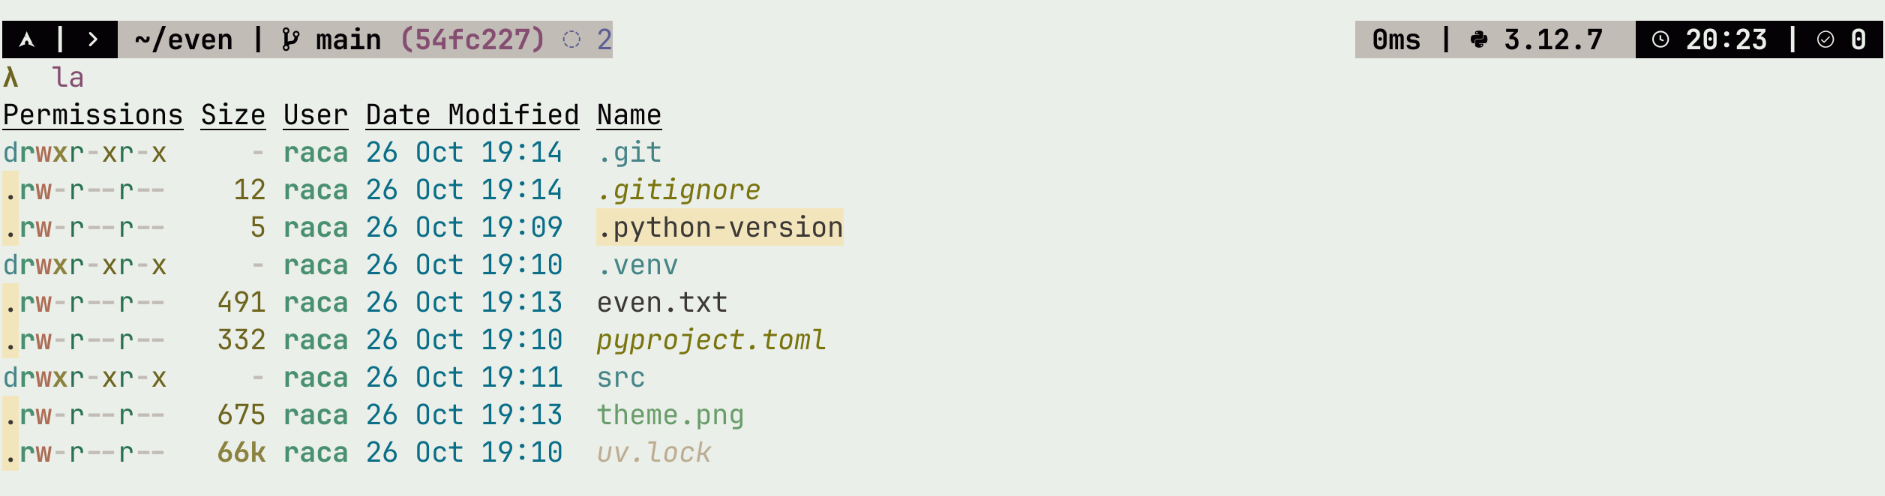 | > ~/even | main (54fc227) 2 0ms | 3.12.7 20:23 | 0
λ la
Permissions Size User Date Modified Name
drwxr-xr-x - raca 26 Oct 19:14 .git
.rw-r--r-- 12 raca 26 Oct 19:14 .gitignore
.rw-r--r-- 5 raca 26 Oct 19:09 .python-version
drwxr-xr-x - raca 26 Oct 19:10 .venv
.rw-r--r-- 491 raca 26 Oct 19:13 even.txt
.rw-r--r-- 332 raca 26 Oct 19:10 pyproject.toml
drwxr-xr-x - raca 26 Oct 19:11 src
.rw-r--r-- 675 raca 26 Oct 19:13 theme.png
.rw-r--r-- 66k raca 26 Oct 19:10 uv.lock